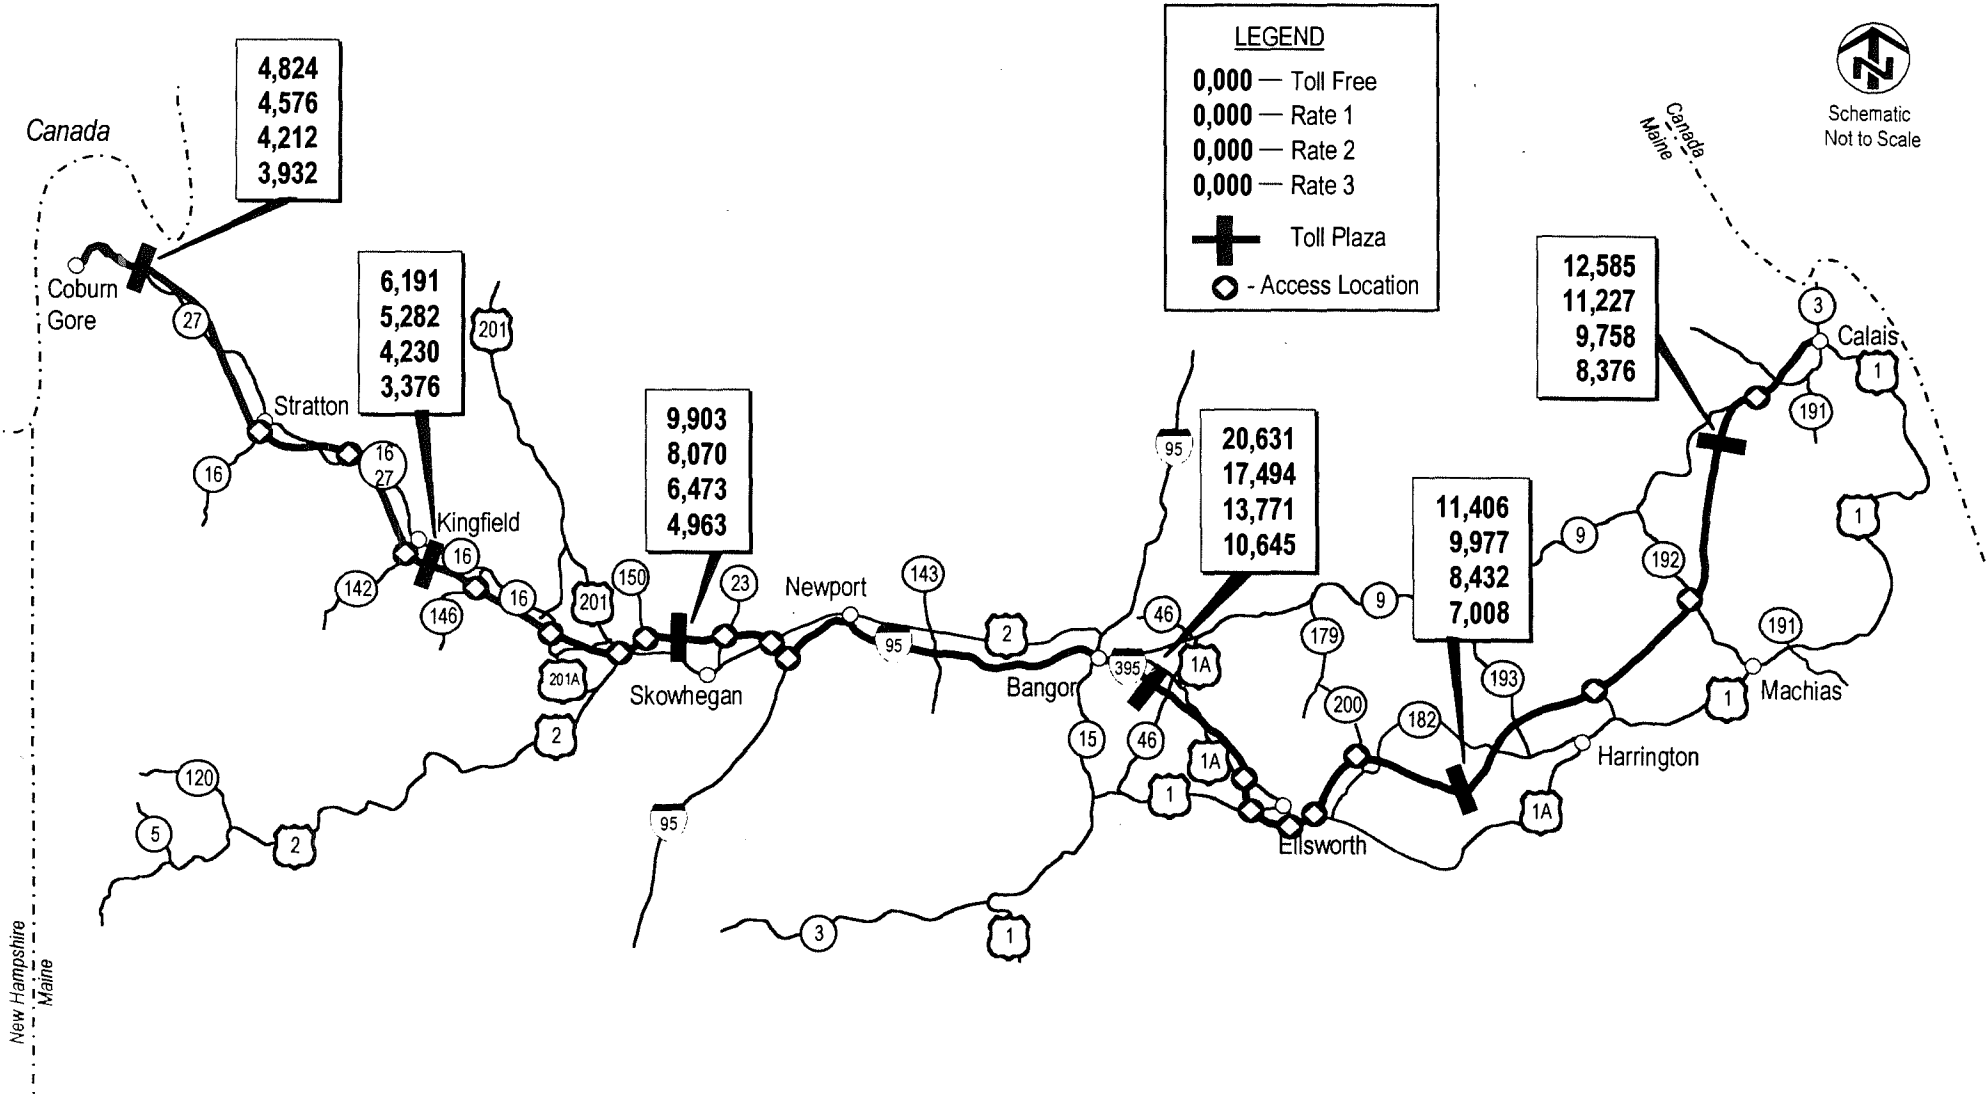 LEGEND
0,000 — Toll Free
0,000 — Rate 1
0,000 — Rate 2
0,000 — Rate 3
Toll Plaza
- Access Location
N
Schematic
Not to Scale
Canada
4,824
4,576
4,212
3,932
Coburn
Gore
27
Stratton
16
16
27
6,191
5,282
4,230
3,376
201
Kingfield
16
142
146
16
201
150
201A
9,903
8,070
6,473
4,963
23
Skowhegan
2
120
5
2
95
Newport
143
95
2
Bangor
395
95
46
1A
20,631
17,494
13,771
10,645
15
46
1A
1
3
1
Ellsworth
9
179
200
182
11,406
9,977
8,432
7,008
193
1A
Harrington
9
192
12,585
11,227
9,758
8,376
Canada
Maine
3
Calais
1
191
1
191
Machias
1
New Hampshire
Maine